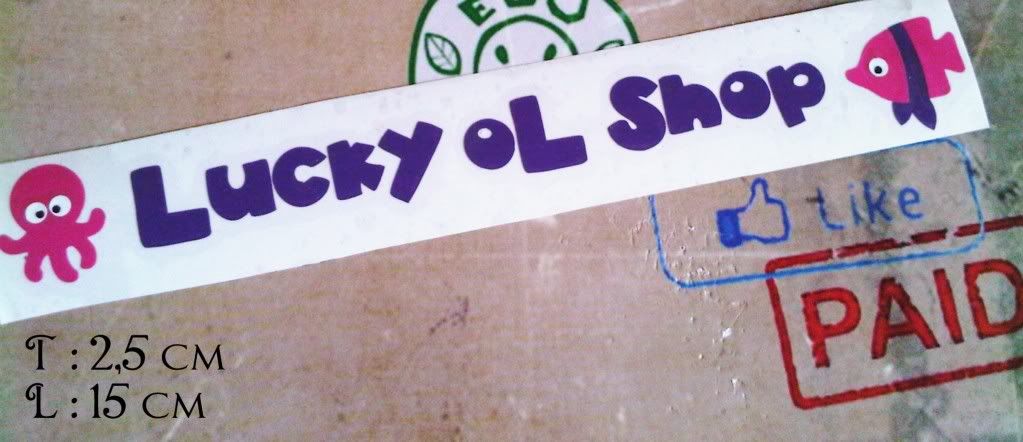 Lucky oL Shop
Like
PAID
T : 2,5 CM
L : 15 CM